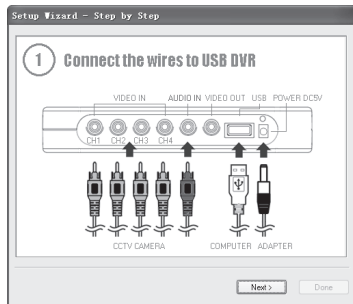 Setup Wizard - Step by Step
1 Connect the wires to USB DVR
VIDEO IN AUDIO IN VIDEO OUT USB POWER DC5V
CH1 CH2 CH3 CH4
CCTV CAMERA COMPUTER ADAPTER
Next > Done